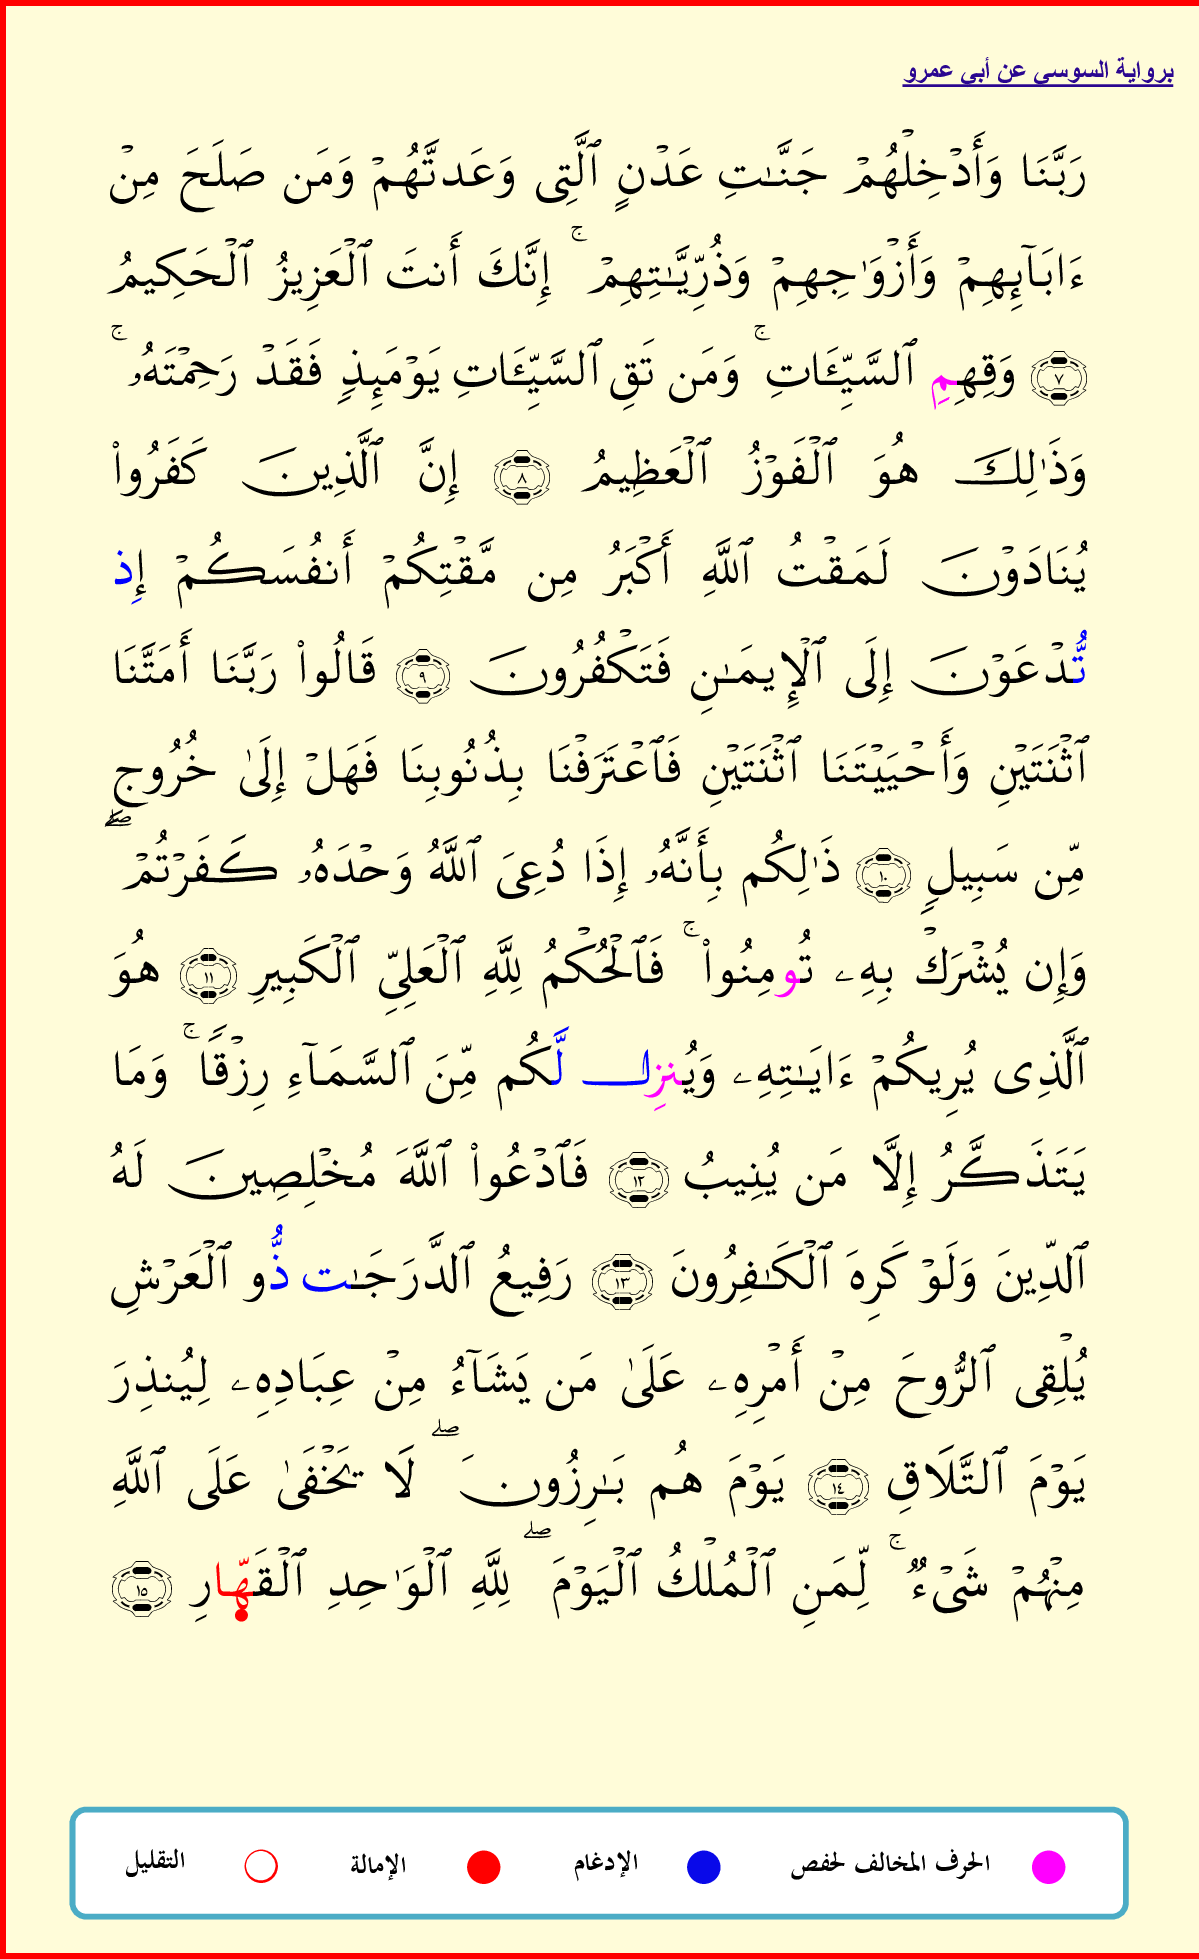 برواية السوسي عن أبي عمرو
رَبَّنَا وَأَدۡخِلۡهُمۡ جَنَّٰتِ عَدۡنٍ ٱلَّتِى وَعَدتَّهُمۡ وَمَن صَلَحَ مِنۡ
ءَابَآئِهِمۡ وَأَزۡوَٰجِهِمۡ وَذُرِّيَّٰتِهِمۡ ۚ إِنَّكَ أَنتَ ٱلۡعَزِيزُ ٱلۡحَكِيمُ
٧ وَقِهِمِ ٱلسَّيِّـَٔاتِ ۚ وَمَن تَقِ ٱلسَّيِّـَٔاتِ يَوۡمَئِذٍ فَقَدۡ رَحِمۡتَهُۥ ۚ
وَذَٰلِكَ هُوَ ٱلۡفَوۡزُ ٱلۡعَظِيمُ ٨ إِنَّ ٱلَّذِينَ كَفَرُواْ
يُنَادَوۡنَ لَمَقۡتُ ٱللَّهِ أَكۡبَرُ مِن مَّقۡتِكُمۡ أَنفُسَكُمۡ إِذ
تُّدۡعَوۡنَ إِلَى ٱلۡإِيمَٰنِ فَتَكۡفُرُونَ ٩ قَالُواْ رَبَّنَا أَمَتَّنَا
ٱثۡنَتَيۡنِ وَأَحۡيَيۡتَنَا ٱثۡنَتَيۡنِ فَٱعۡتَرَفۡنَا بِذُنُوبِنَا فَهَلۡ إِلَىٰ خُرُوجٍ
مِّن سَبِيلٍ ١٠ ذَٰلِكُم بِأَنَّهُۥ إِذَا دُعِىَ ٱللَّهُ وَحۡدَهُۥ كَفَرۡتُمۡ ۖ
وَإِن يُشۡرَكۡ بِهِۦ تُومِنُواْ ۚ فَٱلۡحُكۡمُ لِلَّهِ ٱلۡعَلِىِّ ٱلۡكَبِيرِ ١١ هُوَ
ٱلَّذِى يُرِيكُمۡ ءَايَٰتِهِۦ وَيُنزِل لَّكُم مِّنَ ٱلسَّمَآءِ رِزۡقًا ۚ وَمَا
يَتَذَكَّرُ إِلَّا مَن يُنِيبُ ١٢ فَٱدۡعُواْ ٱللَّهَ مُخۡلِصِينَ لَهُ
ٱلدِّينَ وَلَوۡ كَرِهَ ٱلۡكَٰفِرُونَ ١٣ رَفِيعُ ٱلدَّرَجَٰت ذُّو ٱلۡعَرۡشِ
يُلۡقِى ٱلرُّوحَ مِنۡ أَمۡرِهِۦ عَلَىٰ مَن يَشَآءُ مِنۡ عِبَادِهِۦ لِيُنذِرَ
يَوۡمَ ٱلتَّلَاقِ ١٤ يَوۡمَ هُم بَٰرِزُونَ ۖ لَا يَخۡفَىٰ عَلَى ٱللَّهِ
مِنۡهُمۡ شَىۡءٌ ۚ لِّمَنِ ٱلۡمُلۡكُ ٱلۡيَوۡمَ ۖ لِلَّهِ ٱلۡوَٰحِدِ ٱلۡقَهّارِ ١٥
الحرف المخالف لحفص الإدغام الإمالة التقليل